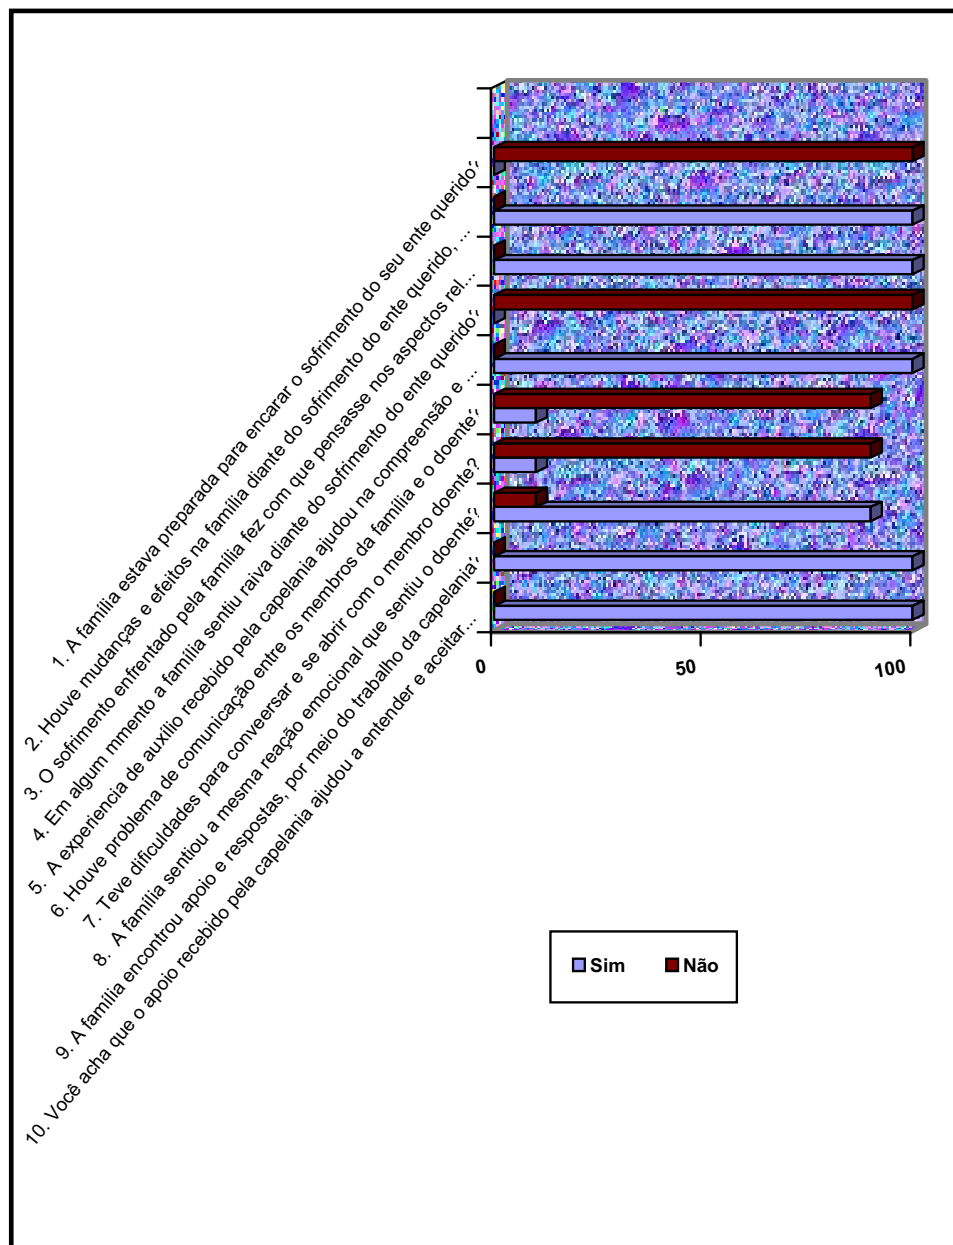 1. A família estava preparada para encarar o sofrimento do seu ente querido?
2. Houve mudanças e efeitos na família diante do sofrimento do ente querido, ...
3. O sofrimento enfrentado pela família fez com que pensasse nos aspectos rel...
4. Em algum mmento a família sentiu raiva diante do sofrimento do ente querido?
5. A experiencia de auxílio recebido pela capelania ajudou na compreensão e ...
6. Houve problema de comunicação entre os membros da família e o doente?
7. Teve dificuldades para conveersar e se abrir com o membro doente?
8. A família sentiou a mesma reação emocional que sentiu o doente?
9. A família encontrou apoio e respostas, por meio do trabalho da capelania?
10. Você acha que o apoio recebido pela capelania ajudou a entender e aceitar...
0 50 100
Sim Não